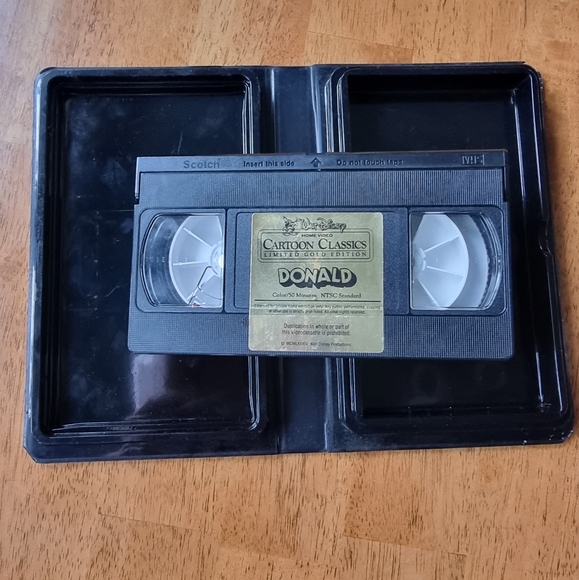 Scotch Insert this side Do not touch tape VHS
Walt Disney
HOME VIDEO
CARTOON CLASSICS
LIMITED GOLD EDITION
DONALD
Color/50 Minutes NTSC Standard
Duplication in whole or part of
this videocassette is prohibited.
Walt Disney Productions